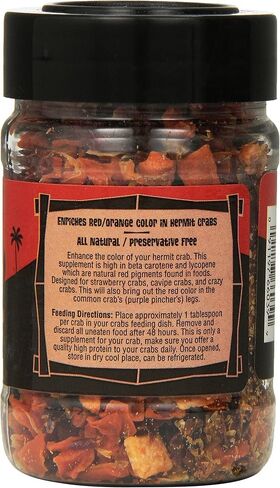 Enriches Red/Orange Color in Hermit Crabs
All Natural / Preservative Free
Enhance the color of your hermit crab. This
supplement is high in beta carotene and lycopene
which are natural red pigments found in foods.
Designed for strawberry crabs, cavipe crabs, and crazy
crabs. This will also bring out the red color in the
common crab's (purple pincher's) legs.
Feeding Directions: Place approximately 1 tablespoon
per crab in your crabs feeding dish. Remove and
discard all uneaten food after 48 hours. This is only a
supplement for your crab, make sure you offer a
quality high protein to your crabs daily. Once opened,
store in dry cool place, can be refrigerated.